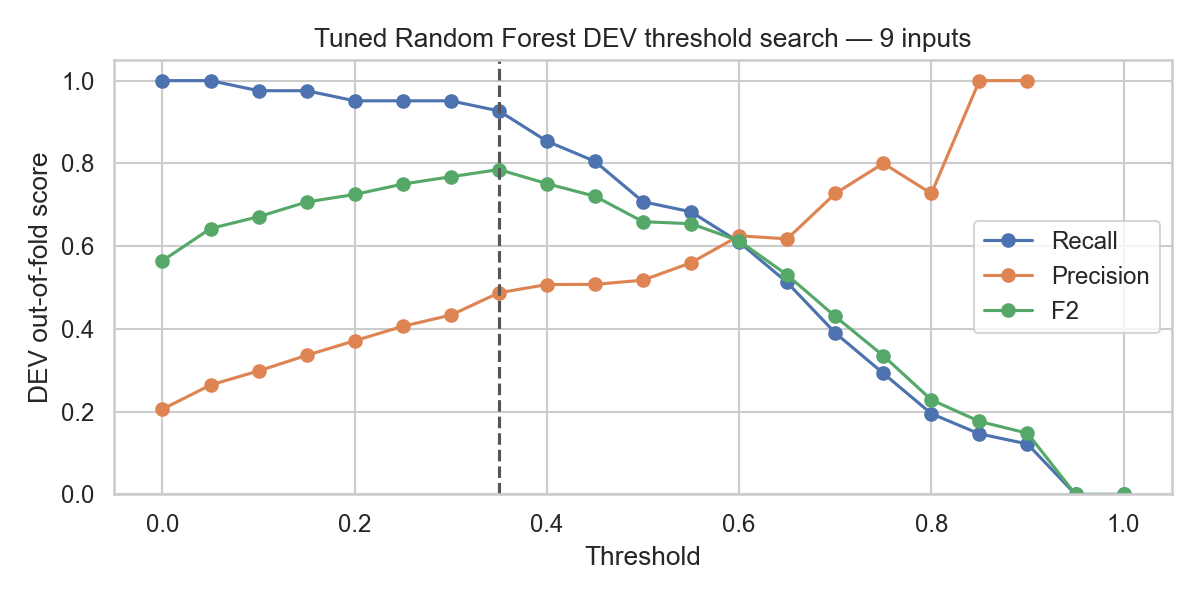 Tuned Random Forest DEV threshold search — 9 inputs
DEV out-of-fold score
1.0
0.8
0.6
0.4
0.2
0.0
Recall
Precision
F2
0.0 0.2 0.4 0.6 0.8 1.0
Threshold